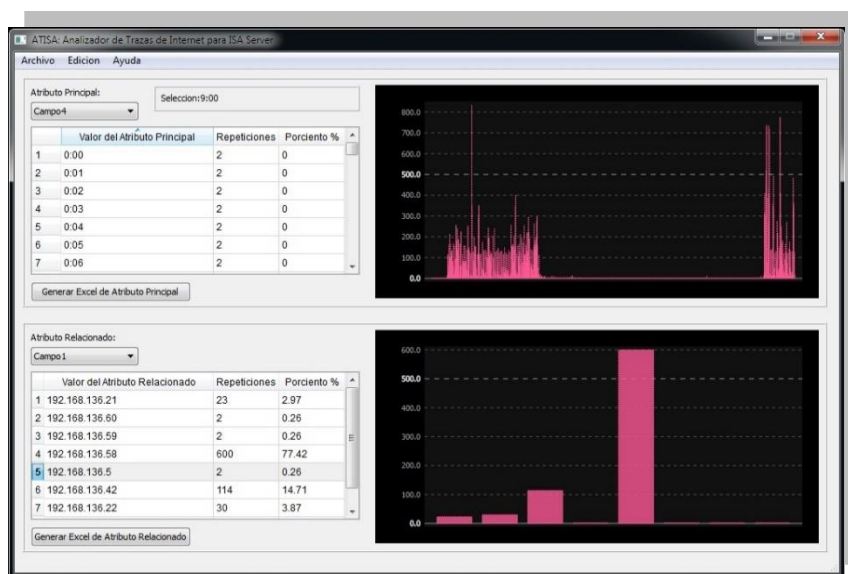 ATISA: Analizador de Trazas de Internet para ISA Server
Archivo Edicion Ayuda
Atributo Principal:
Campo4
Seleccion:9:00
Valor del Atributo Principal Repeticiones Porciento %
1 0:00 2 0
2 0:01 2 0
3 0:02 2 0
4 0:03 2 0
5 0:04 2 0
6 0:05 2 0
7 0:06 2 0
Generar Excel de Atributo Principal
800.0
700.0
600.0
500.0
400.0
300.0
200.0
100.0
0.0
Atributo Relacionado:
Campo1
Valor del Atributo Relacionado Repeticiones Porciento %
1 192.168.136.21 23 2.97
2 192.168.136.60 2 0.26
3 192.168.136.59 2 0.26
4 192.168.136.58 600 77.42
5 192.168.136.5 2 0.26
6 192.168.136.42 114 14.71
7 192.168.136.22 30 3.87
Generar Excel de Atributo Relacionado
600.0
500.0
400.0
300.0
200.0
100.0
0.0